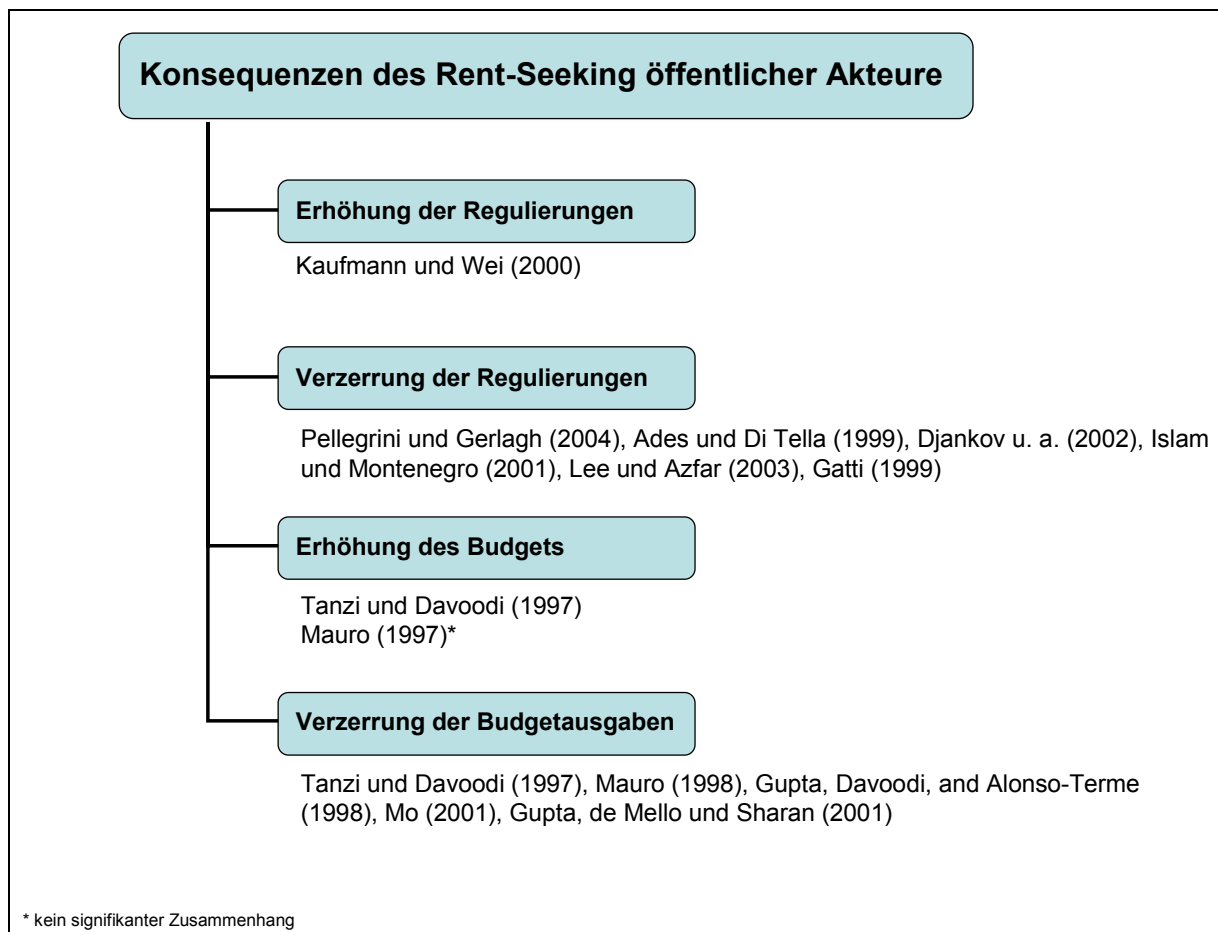 Konsequenzen des Rent-Seeking öffentlicher Akteure
Erhöhung der Regulierungen
Kaufmann und Wei (2000)
Verzerrung der Regulierungen
Pellegrini und Gerlagh (2004), Ades und Di Tella (1999), Djankov u. a. (2002), Islam
und Montenegro (2001), Lee und Azfar (2003), Gatti (1999)
Erhöhung des Budgets
Tanzi und Davoodi (1997)
Mauro (1997)*
Verzerrung der Budgetausgaben
Tanzi und Davoodi (1997), Mauro (1998), Gupta, Davoodi, and Alonso-Terme
(1998), Mo (2001), Gupta, de Mello und Sharan (2001)
* kein signifikanter Zusammenhang